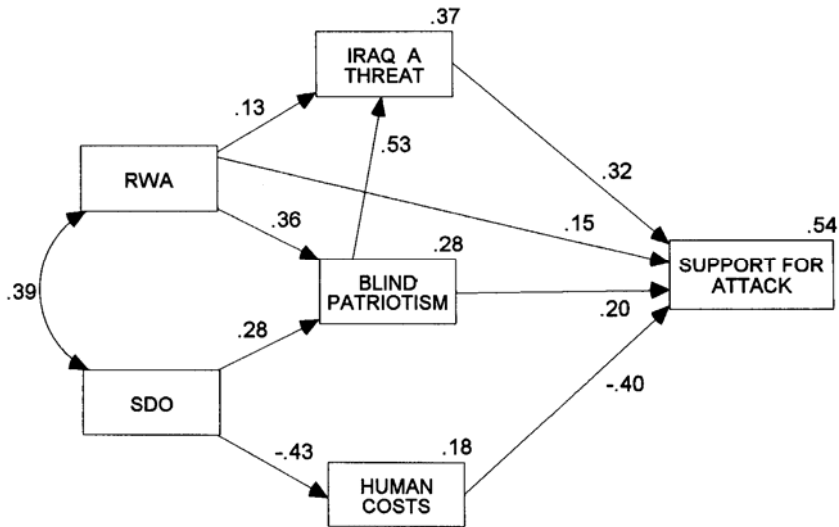 .37
IRAQ A
THREAT
.13
.53
RWA
.32
.36
.15
.28
.54
BLIND
PATRIOTISM
SUPPORT FOR
ATTACK
.39
.28
.20
SDO
-.40
-.43
.18
HUMAN
COSTS